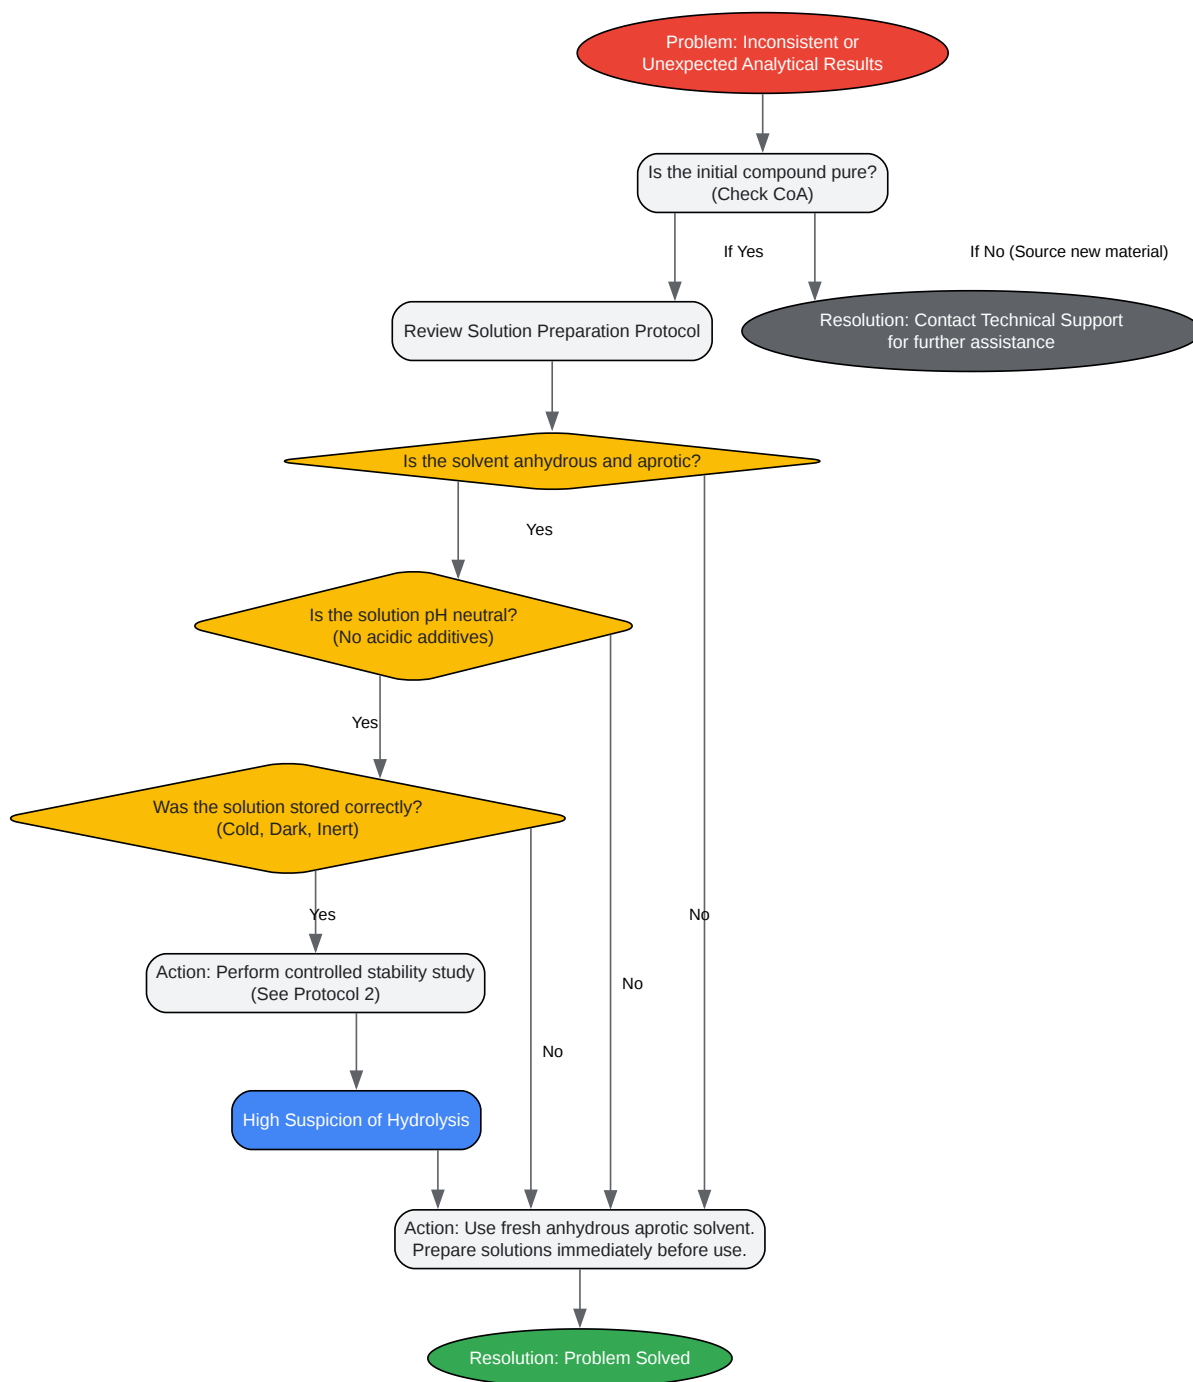 Problem: Inconsistent or
Unexpected Analytical Results
Is the initial compound pure?
(Check CoA)
If Yes
If No (Source new material)
Review Solution Preparation Protocol
Resolution: Contact Technical Support
for further assistance
Is the solvent anhydrous and aprotic?
Yes
Is the solution pH neutral?
(No acidic additives)
Yes
Was the solution stored correctly?
(Cold, Dark, Inert)
Yes
No
Action: Perform controlled stability study
(See Protocol 2)
No
No
High Suspicion of Hydrolysis
Action: Use fresh anhydrous aprotic solvent.
Prepare solutions immediately before use.
Resolution: Problem Solved